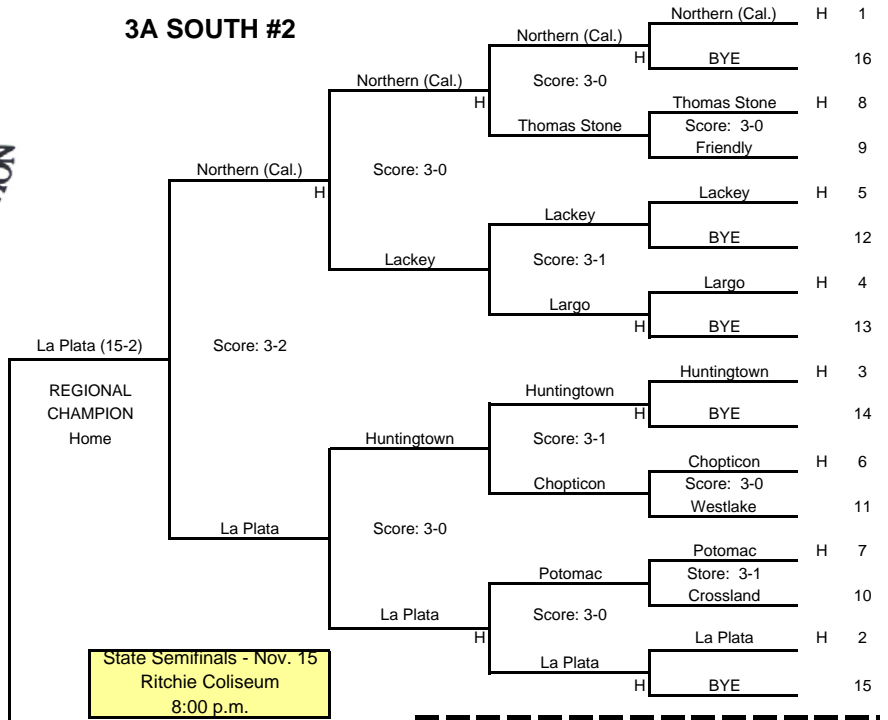 3A SOUTH #2
Northern (Cal.) H 1
Northern (Cal.)
H BYE 16
Northern (Cal.) Score: 3-0
H Thomas Stone H 8
Thomas Stone Score: 3-0
Friendly 9
Northern (Cal.) Score: 3-0
H Lackey H 5
Lackey
BYE 12
Lackey Score: 3-1
Largo H 4
Largo
H BYE 13
La Plata (15-2) Score: 3-2
REGIONAL
CHAMPION
Home
Huntingtown H 3
Huntingtown
H BYE 14
Huntingtown Score: 3-1
Chopticon H 6
Chopticon Score: 3-0
Westlake 11
La Plata Score: 3-0
Potomac H 7
Potomac Store: 3-1
Crossland 10
La Plata Score: 3-0
H La Plata H 2
La Plata
H BYE 15
State Semifinals - Nov. 15
Ritchie Coliseum
8:00 p.m.